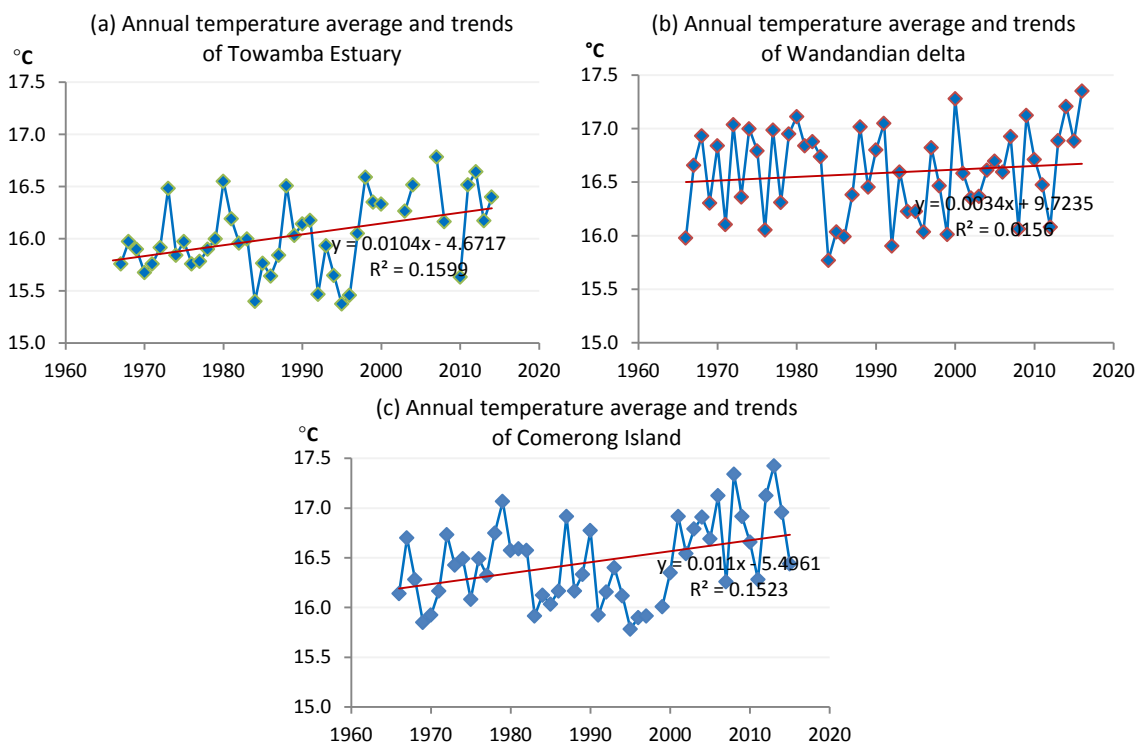 (a) Annual temperature average and trends
of Towamba Estuary
°C
17.5
17.0
16.5
16.0
15.5
15.0
1960 1970 1980 1990 2000 2010 2020
y = 0.0104x - 4.6717
R² = 0.1599
(b) Annual temperature average and trends
of Wandandian delta
°C
17.5
17.0
16.5
16.0
15.5
15.0
1960 1970 1980 1990 2000 2010 2020
y = 0.0034x + 9.7235
R² = 0.0156
(c) Annual temperature average and trends
of Comerong Island
°C
17.5
17.0
16.5
16.0
15.5
15.0
1960 1970 1980 1990 2000 2010 2020
y = 0.011x - 5.4961
R² = 0.1523